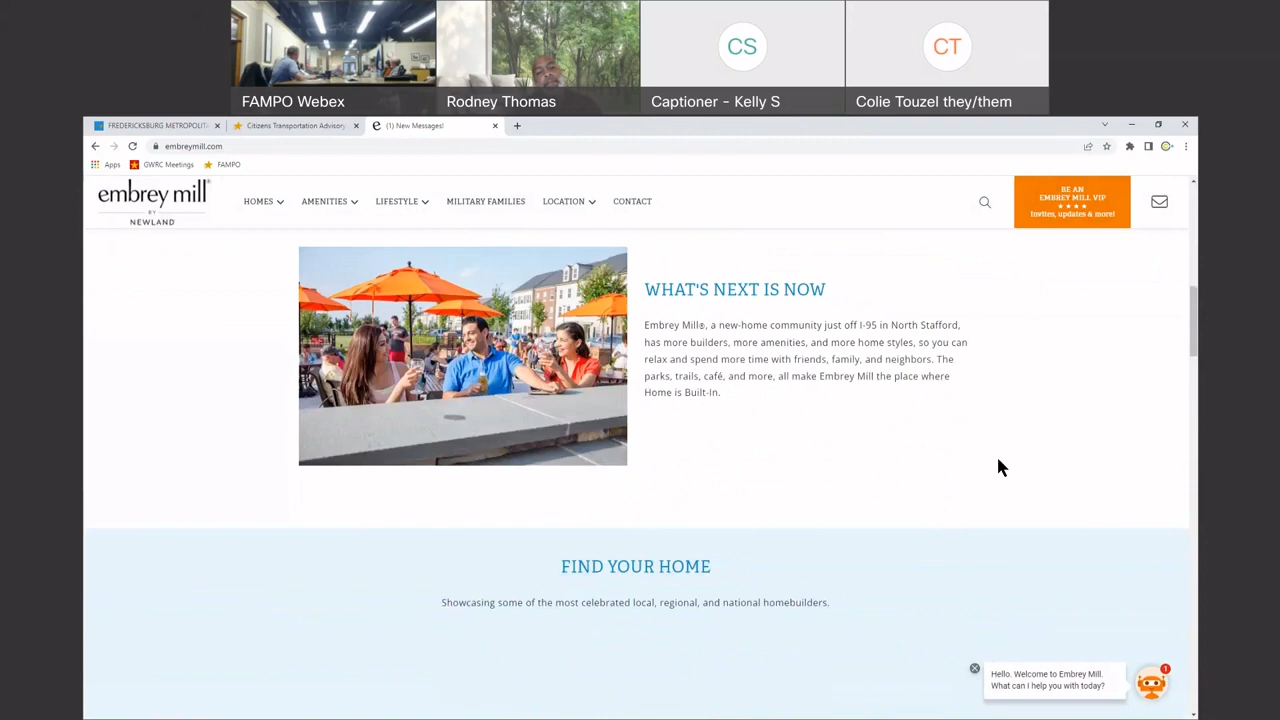 FAMPO Webex
Rodney Thomas
CS
Captioner - Kelly S
CT
Colie Touzel they/them
FREDERICKSBURG METROPOLIT
Citizens Transportation Advisory
(1) New Messages!
embreymill.com
Apps
GWRC Meetings
FAMPO
embrey mill®
BY
NEWLAND
HOMES
AMENITIES
LIFESTYLE
MILITARY FAMILIES
LOCATION
CONTACT
BE AN
EMBREY MILL VIP
Invites, updates & more!
WHAT'S NEXT IS NOW
Embrey Mill®, a new-home community just off I-95 in North Stafford,
has more builders, more amenities, and more home styles, so you can
relax and spend more time with friends, family, and neighbors. The
parks, trails, café, and more, all make Embrey Mill the place where
Home is Built-In.
FIND YOUR HOME
Showcasing some of the most celebrated local, regional, and national homebuilders.
Hello. Welcome to Embrey Mill.
What can I help you with today?
1